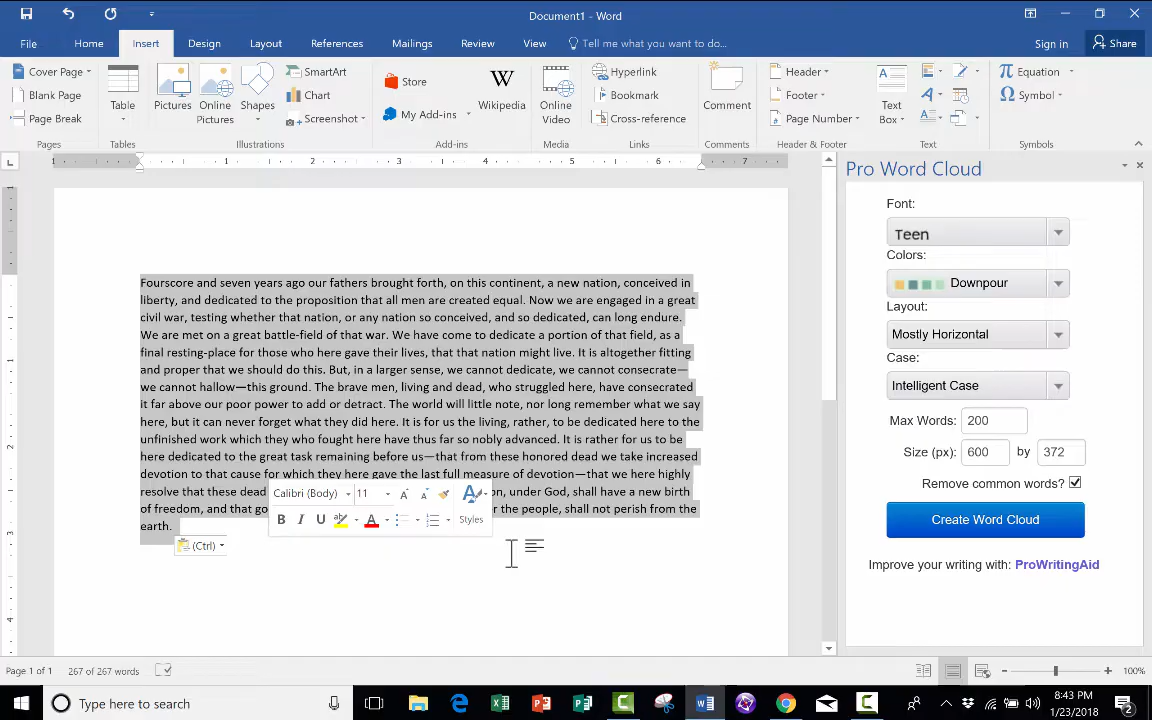 Document1 - Word
File Home Insert Design Layout References Mailings Review View Tell me what you want to do... Sign in Share
Cover Page
Blank Page
Page Break
Pages
Table
Tables
Pictures
Online Pictures
Shapes
SmartArt
Chart
Screenshot
Illustrations
Store
My Add-ins
Wikipedia
Add-ins
Online Video
Media
Hyperlink
Bookmark
Cross-reference
Links
Comment
Comments
Header
Footer
Page Number
Header & Footer
Text Box
Text
Equation
Symbol
Symbols
1 1 2 3 4 5 6 7
Fourscore and seven years ago our fathers brought forth, on this continent, a new nation, conceived in
liberty, and dedicated to the proposition that all men are created equal. Now we are engaged in a great
civil war, testing whether that nation, or any nation so conceived, and so dedicated, can long endure.
We are met on a great battle-field of that war. We have come to dedicate a portion of that field, as a
final resting-place for those who here gave their lives, that that nation might live. It is altogether fitting
and proper that we should do this. But, in a larger sense, we cannot dedicate, we cannot consecrate—
we cannot hallow—this ground. The brave men, living and dead, who struggled here, have consecrated
it far above our poor power to add or detract. The world will little note, nor long remember what we say
here, but it can never forget what they did here. It is for us the living, rather, to be dedicated here to the
unfinished work which they who fought here have thus far so nobly advanced. It is rather for us to be
here dedicated to the great task remaining before us—that from these honored dead we take increased
devotion to that cause for which they here gave the last full measure of devotion—that we here highly
resolve that these dead on, under God, shall have a new birth
of freedom, and that go r the people, shall not perish from the
earth.
Calibri (Body) 11
B I U A Styles
(Ctrl)
Pro Word Cloud
Font:
Teen
Colors:
Downpour
Layout:
Mostly Horizontal
Case:
Intelligent Case
Max Words: 200
Size (px): 600 by 372
Remove common words?
Create Word Cloud
Improve your writing with: ProWritingAid
Page 1 of 1 267 of 267 words 100%
Type here to search
8:43 PM
1/23/2018
2